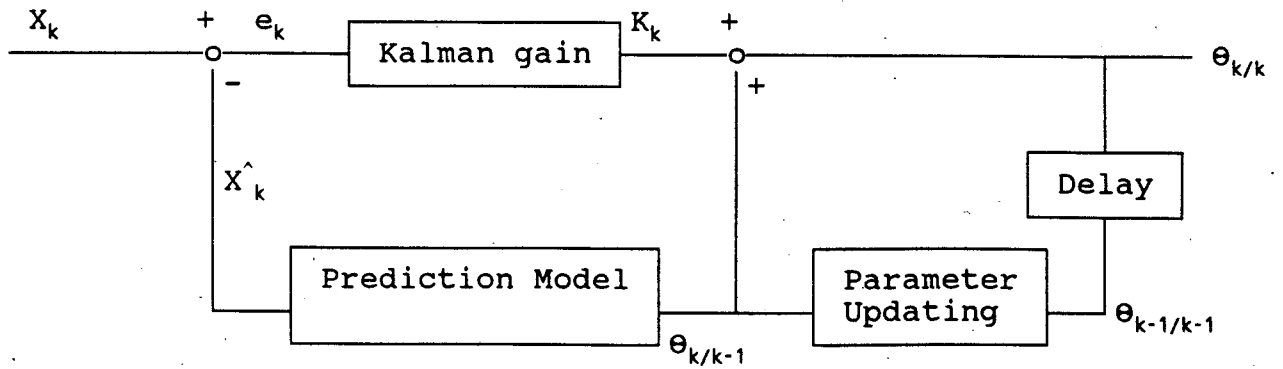 X_k + e_k Kalman gain K_k + θ_k/k
- +
X^_k Delay
Prediction Model Parameter
Updating
θ_k/k-1 θ_k-1/k-1